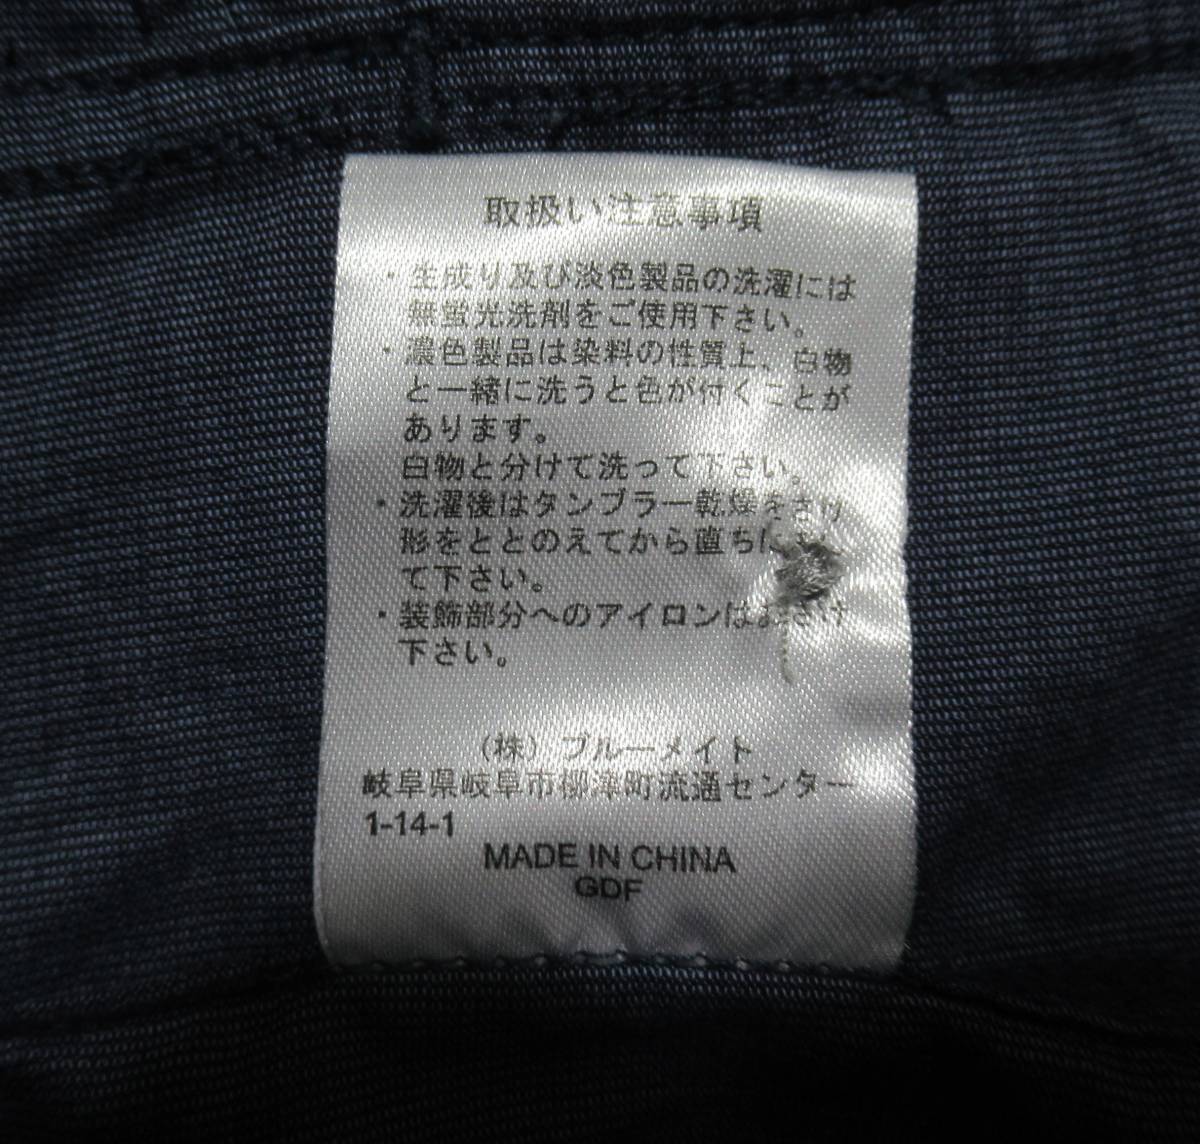 取扱い注意事項
・生成り及び淡色製品の洗濯には
無蛍光洗剤をご使用下さい。
・濃色製品は染料の性質上、白物
と一緒に洗うと色が付くことが
あります。
白物と分けて洗って下さい。
・洗濯後はタンブラー乾燥をさけ
形をととのえてから直ちに
て下さい。
・装飾部分へのアイロンはおさけ
下さい。
（株）ブルーメイト
岐阜県岐阜市柳津町流通センター
1-14-1
MADE IN CHINA
GDF